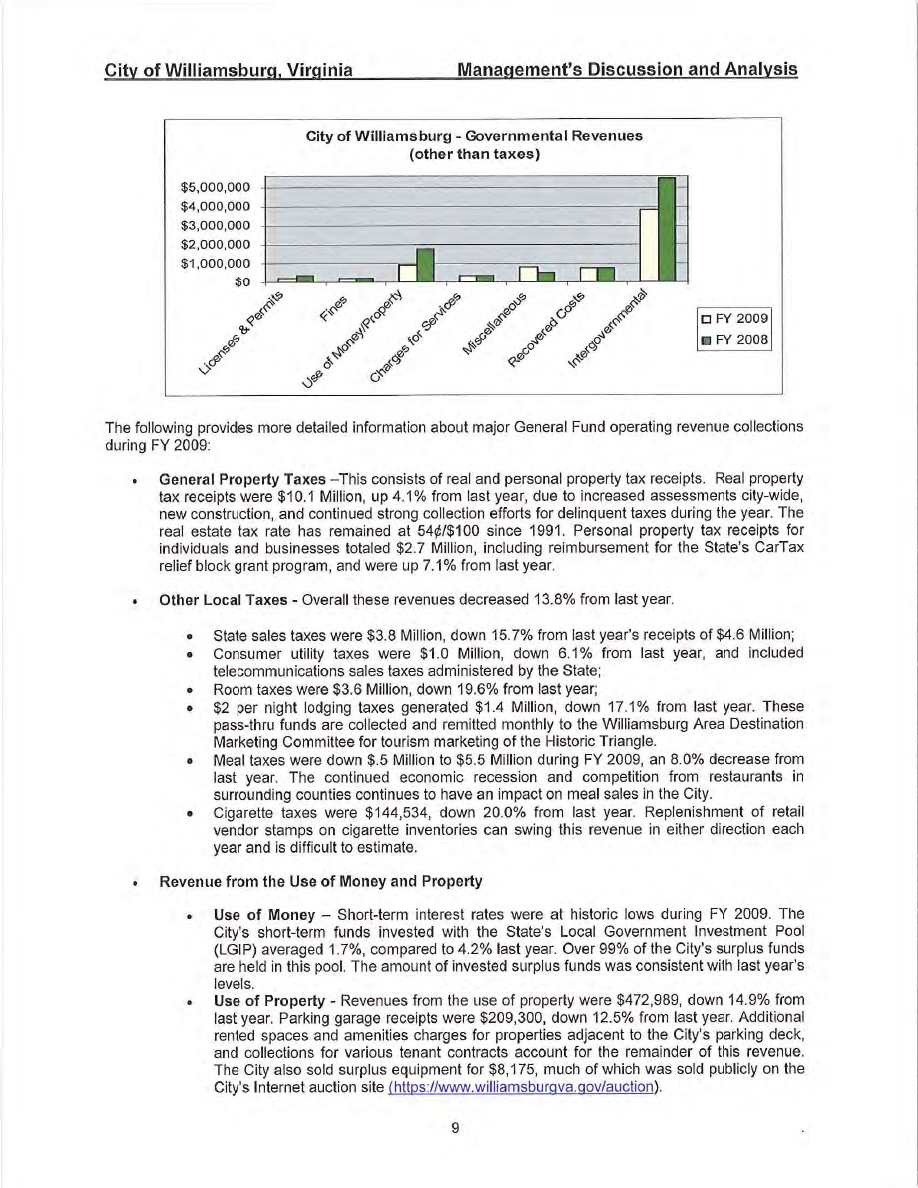 City of Williamsburg, Virginia Management's Discussion and Analysis
City of Williamsburg - Governmental Revenues
(other than taxes)
$5,000,000
$4,000,000
$3,000,000
$2,000,000
$1,000,000
$0
Licenses & Permits
Fines
Use of Money/Property
Charges for Services
Miscellaneous
Recovered Costs
Intergovernmental
FY 2009
FY 2008
The following provides more detailed information about major General Fund operating revenue collections
during FY 2009:
• General Property Taxes –This consists of real and personal property tax receipts. Real property
tax receipts were $10.1 Million, up 4.1% from last year, due to increased assessments city-wide,
new construction, and continued strong collection efforts for delinquent taxes during the year. The
real estate tax rate has remained at 54¢/$100 since 1991. Personal property tax receipts for
individuals and businesses totaled $2.7 Million, including reimbursement for the State's CarTax
relief block grant program, and were up 7.1% from last year.
• Other Local Taxes - Overall these revenues decreased 13.8% from last year.
• State sales taxes were $3.8 Million, down 15.7% from last year's receipts of $4.6 Million;
• Consumer utility taxes were $1.0 Million, down 6.1% from last year, and included
telecommunications sales taxes administered by the State;
• Room taxes were $3.6 Million, down 19.6% from last year;
• $2 per night lodging taxes generated $1.4 Million, down 17.1% from last year. These
pass-thru funds are collected and remitted monthly to the Williamsburg Area Destination
Marketing Committee for tourism marketing of the Historic Triangle.
• Meal taxes were down $.5 Million to $5.5 Million during FY 2009, an 8.0% decrease from
last year. The continued economic recession and competition from restaurants in
surrounding counties continues to have an impact on meal sales in the City.
• Cigarette taxes were $144,534, down 20.0% from last year. Replenishment of retail
vendor stamps on cigarette inventories can swing this revenue in either direction each
year and is difficult to estimate.
• Revenue from the Use of Money and Property
• Use of Money – Short-term interest rates were at historic lows during FY 2009. The
City's short-term funds invested with the State's Local Government Investment Pool
(LGIP) averaged 1.7%, compared to 4.2% last year. Over 99% of the City's surplus funds
are held in this pool. The amount of invested surplus funds was consistent with last year's
levels.
• Use of Property - Revenues from the use of property were $472,989, down 14.9% from
last year. Parking garage receipts were $209,300, down 12.5% from last year. Additional
rented spaces and amenities charges for properties adjacent to the City's parking deck,
and collections for various tenant contracts account for the remainder of this revenue.
The City also sold surplus equipment for $8,175, much of which was sold publicly on the
City's Internet auction site (https://www.williamsburgva.gov/auction).
9